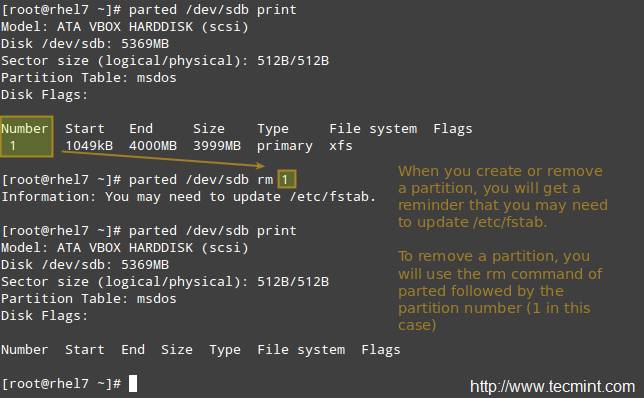 [root@rhel7 ~]# parted /dev/sdb print
Model: ATA VBOX HARDDISK (scsi)
Disk /dev/sdb: 5369MB
Sector size (logical/physical): 512B/512B
Partition Table: msdos
Disk Flags:
Number Start End Size Type File system Flags
1 1049kB 4000MB 3999MB primary xfs
[root@rhel7 ~]# parted /dev/sdb rm 1
Information: You may need to update /etc/fstab.
[root@rhel7 ~]# parted /dev/sdb print
Model: ATA VBOX HARDDISK (scsi)
Disk /dev/sdb: 5369MB
Sector size (logical/physical): 512B/512B
Partition Table: msdos
Disk Flags:
Number Start End Size Type File system Flags
[root@rhel7 ~]#
When you create or remove
a partition, you will get a
reminder that you may need
to update /etc/fstab.
To remove a partition, you
will use the rm command of
parted followed by the
partition number (1 in this
case)
http://www.tecmint.com